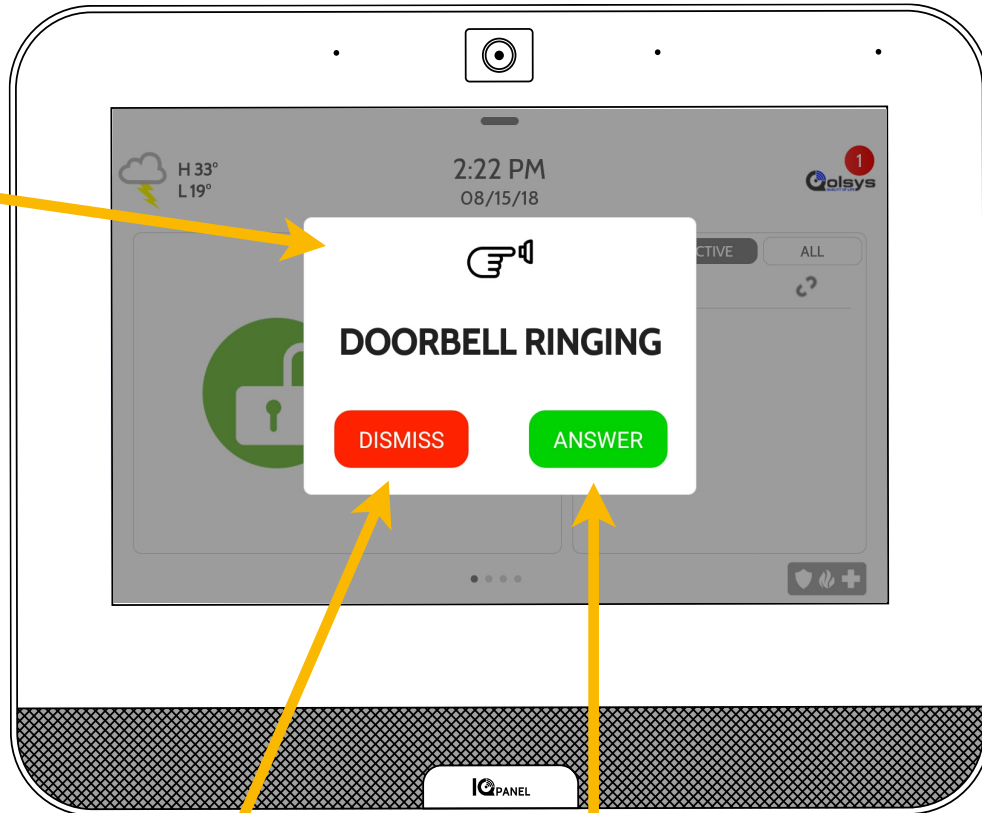 H 33°
L 19°
2:22 PM
08/15/18
1
Qolsys
CTIVE
ALL
DOORBELL RINGING
DISMISS
ANSWER
IQ PANEL